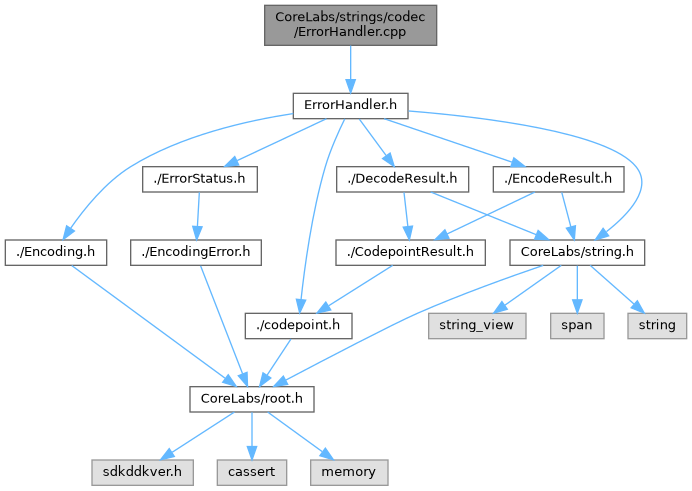 CoreLabs/strings/codec
/ErrorHandler.cpp
ErrorHandler.h
./ErrorStatus.h
./DecodeResult.h
./EncodeResult.h
./Encoding.h
./EncodingError.h
./CodepointResult.h
CoreLabs/string.h
./codepoint.h
string_view
span
string
CoreLabs/root.h
sdkddkver.h
cassert
memory